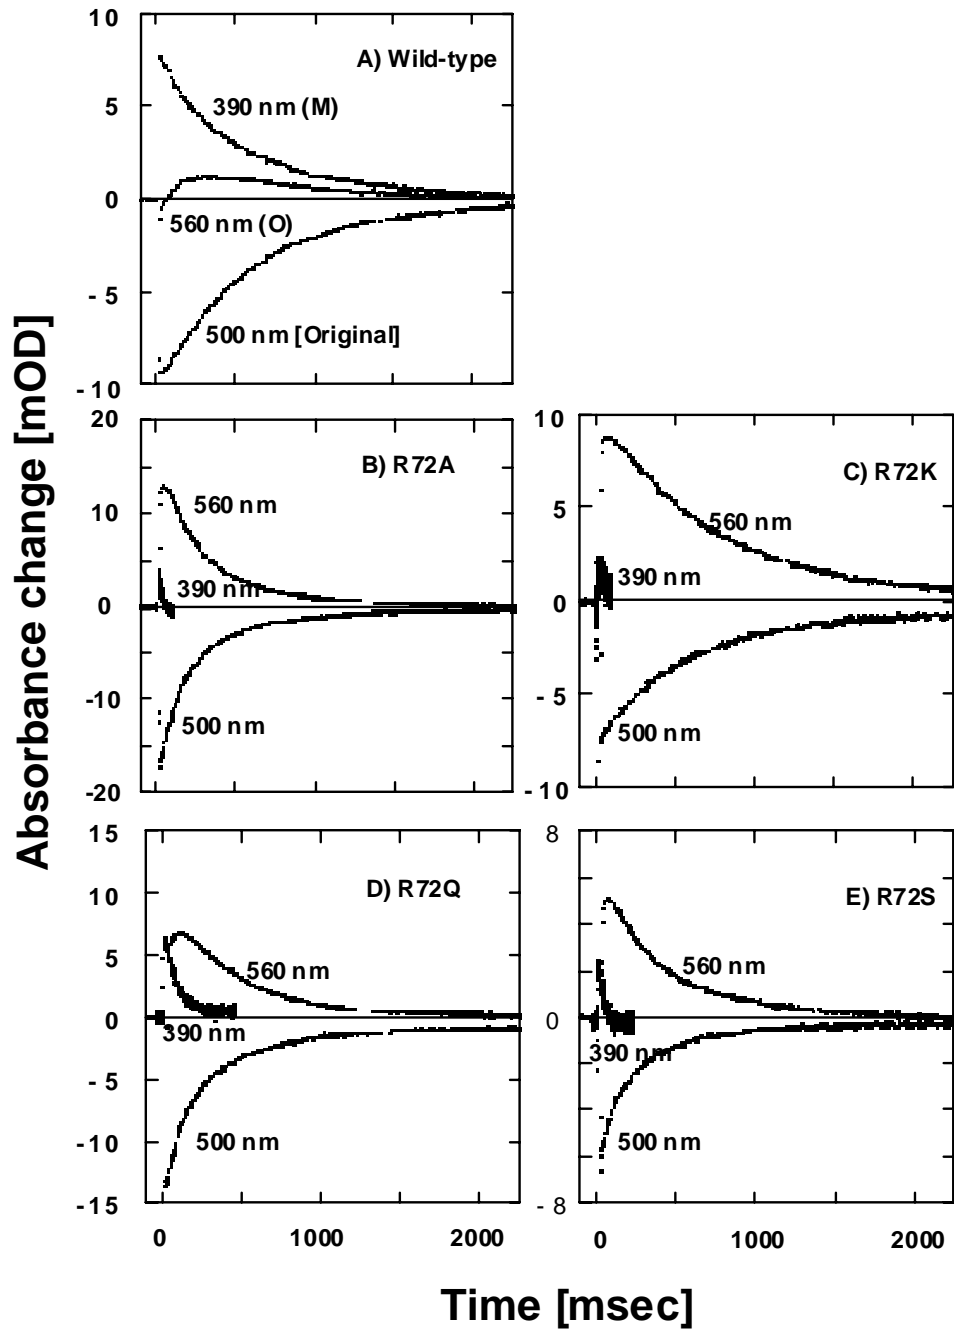 Absorbance change [mOD]
10
5
0
- 5
- 10
A) Wild-type
390 nm (M)
560 nm (O)
500 nm [Original]
20
10
0
-10
-20
B) R72A
560 nm
390 nm
500 nm
10
5
0
- 5
- 10
C) R72K
560 nm
390 nm
500 nm
15
10
5
0
- 5
-10
-15
D) R72Q
560 nm
390 nm
500 nm
0
1000
2000
8
0
- 8
E) R72S
560 nm
390 nm
500 nm
0
1000
2000
Time [msec]